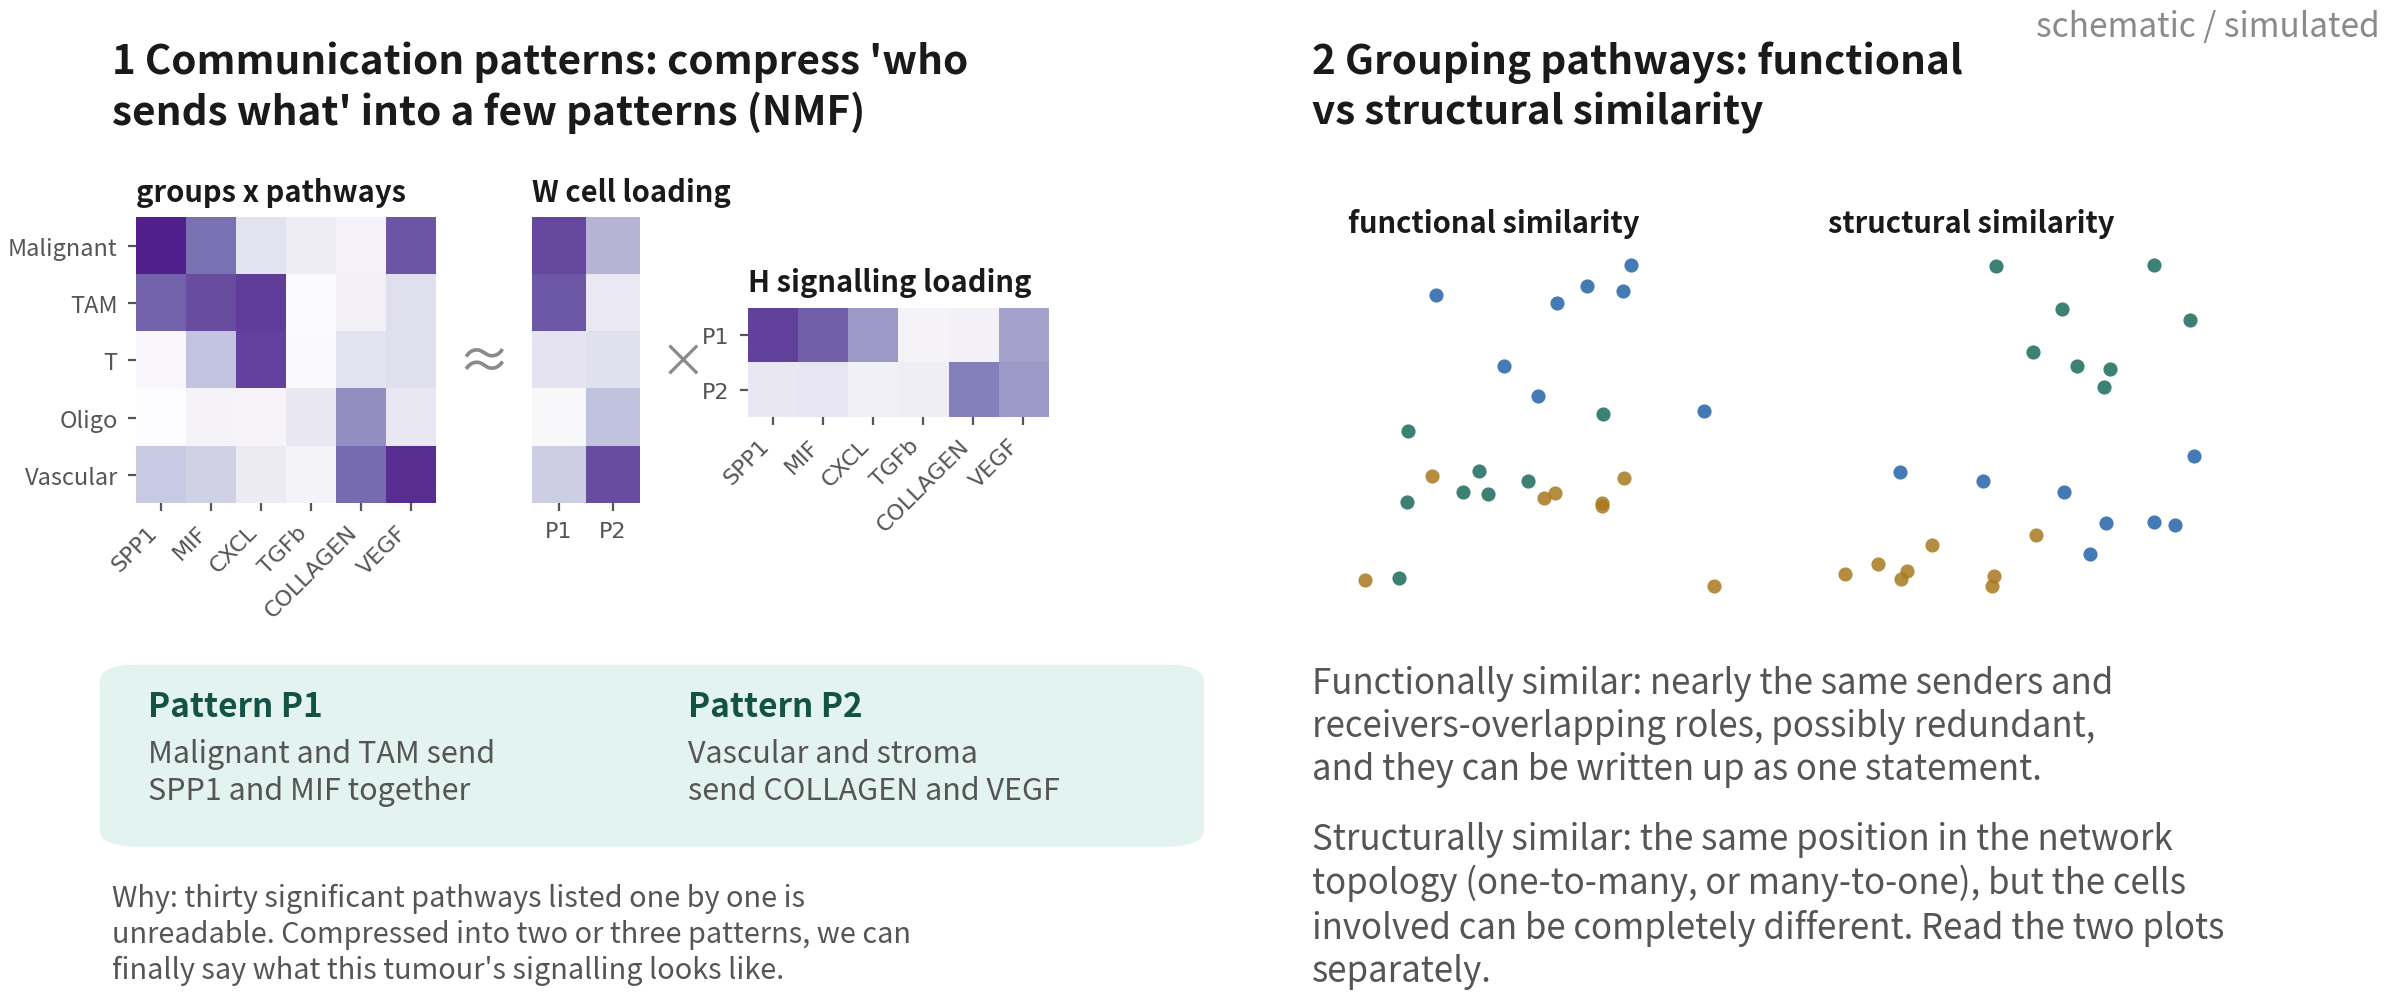 schematic / simulated
1 Communication patterns: compress 'who
sends what' into a few patterns (NMF)
groups x pathways
Malignant
TAM
T
Oligo
Vascular
SPP1
MIF
CXCL
TGFb
COLLAGEN
VEGF
≈
W cell loading
P1
P2
×
H signalling loading
P1
P2
SPP1
MIF
CXCL
TGFb
COLLAGEN
VEGF
Pattern P1
Malignant and TAM send
SPP1 and MIF together
Pattern P2
Vascular and stroma
send COLLAGEN and VEGF
Why: thirty significant pathways listed one by one is
unreadable. Compressed into two or three patterns, we can
finally say what this tumour's signalling looks like.
2 Grouping pathways: functional
vs structural similarity
functional similarity
structural similarity
Functionally similar: nearly the same senders and
receivers-overlapping roles, possibly redundant,
and they can be written up as one statement.
Structurally similar: the same position in the network
topology (one-to-many, or many-to-one), but the cells
involved can be completely different. Read the two plots
separately.